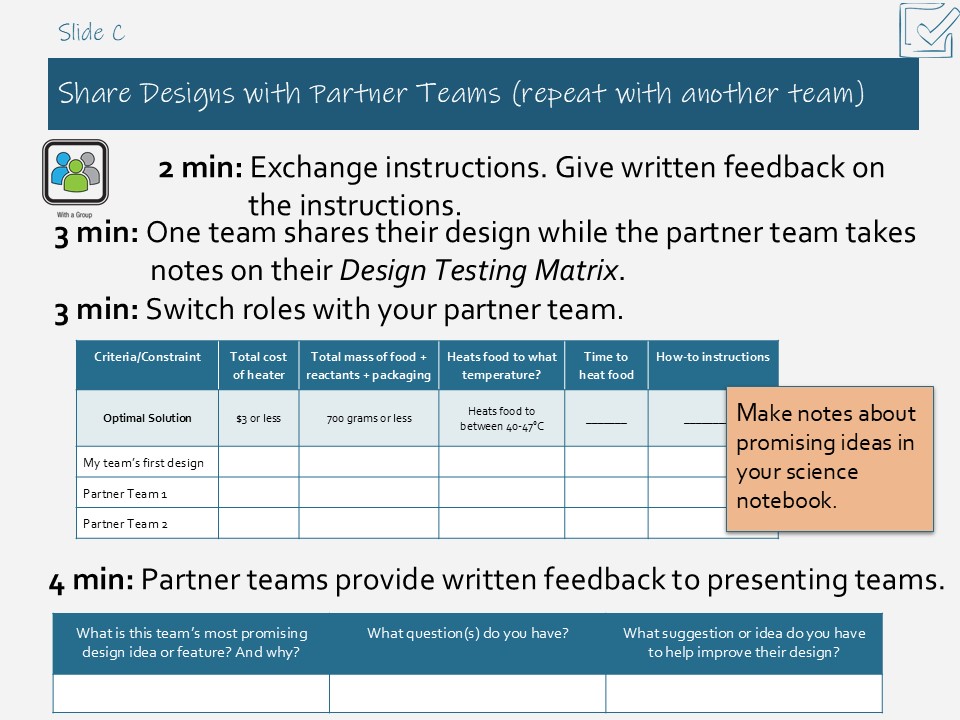 Slide C
Share Designs with Partner Teams (repeat with another team)
With a Group
2 min: Exchange instructions. Give written feedback on
the instructions.
3 min: One team shares their design while the partner team takes
notes on their Design Testing Matrix.
3 min: Switch roles with your partner team.
Criteria/Constraint
Total cost
of heater
Total mass of food +
reactants + packaging
Heats food to what
temperature?
Time to
heat food
How-to instructions
Optimal Solution
$3 or less
700 grams or less
Heats food to
between 40-47°C
_______
_______
My team's first design
Partner Team 1
Partner Team 2
Make notes about
promising ideas in
your science
notebook.
4 min: Partner teams provide written feedback to presenting teams.
What is this team's most promising
design idea or feature? And why?
What question(s) do you have?
What suggestion or idea do you have
to help improve their design?